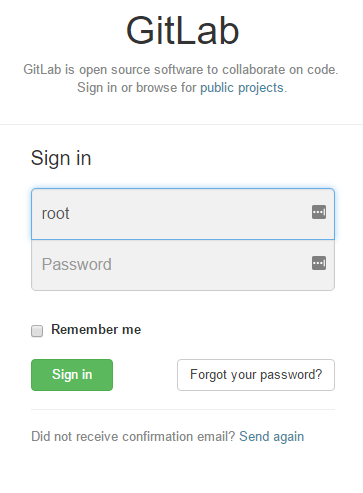 GitLab
GitLab is open source software to collaborate on code.
Sign in or browse for public projects.
Sign in
root
Password
Remember me
Sign in
Forgot your password?
Did not receive confirmation email? Send again